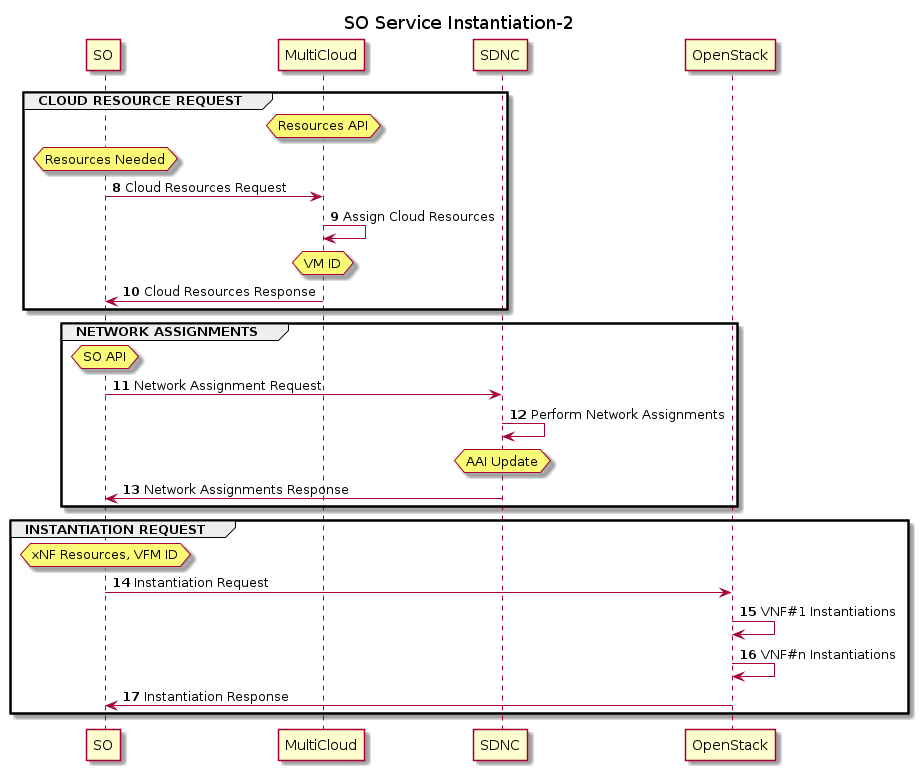 SO Service Instantiation-2
SO
MultiCloud
SDNC
OpenStack
CLOUD RESOURCE REQUEST
Resources API
Resources Needed
8 Cloud Resources Request
9 Assign Cloud Resources
VM ID
10 Cloud Resources Response
NETWORK ASSIGNMENTS
SO API
11 Network Assignment Request
12 Perform Network Assignments
AAI Update
13 Network Assignments Response
INSTANTIATION REQUEST
xNF Resources, VFM ID
14 Instantiation Request
15 VNF#1 Instantiations
16 VNF#n Instantiations
17 Instantiation Response
SO
MultiCloud
SDNC
OpenStack